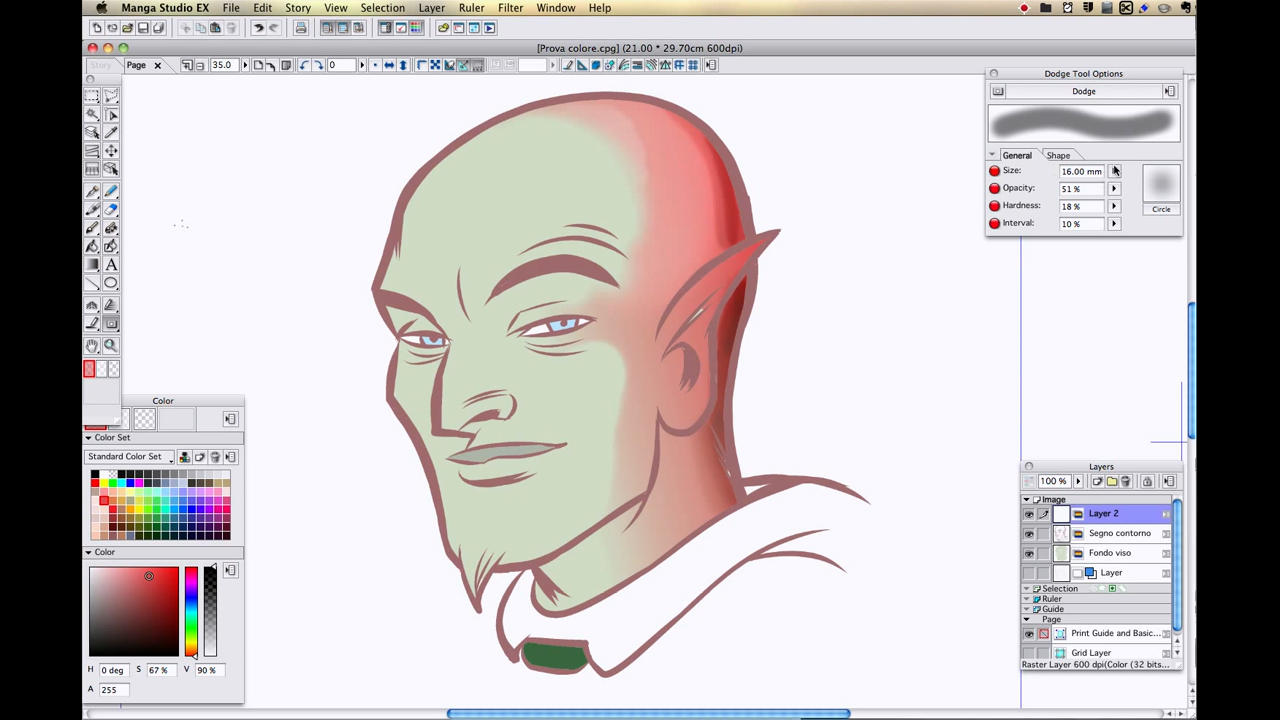 Manga Studio EX File Edit Story View Selection Layer Ruler Filter Window Help
[Prova colore.cpg] (21.00 * 29.70cm 600dpi)
Story Page 35.0 0
Dodge Tool Options
Dodge
General Shape
Size: 16.00 mm
Opacity: 51 %
Hardness: 18 %
Interval: 10 %
Circle
A
Color
Color Set
Standard Color Set
Color
H 0 deg S 67 % V 90 %
A 255
Layers
100 %
Image
Layer 2
Segno contorno
Fondo viso
Layer
Selection
Ruler
Guide
Page
Print Guide and Basic...
Grid Layer
Raster Layer 600 dpi(Color (32 bits...